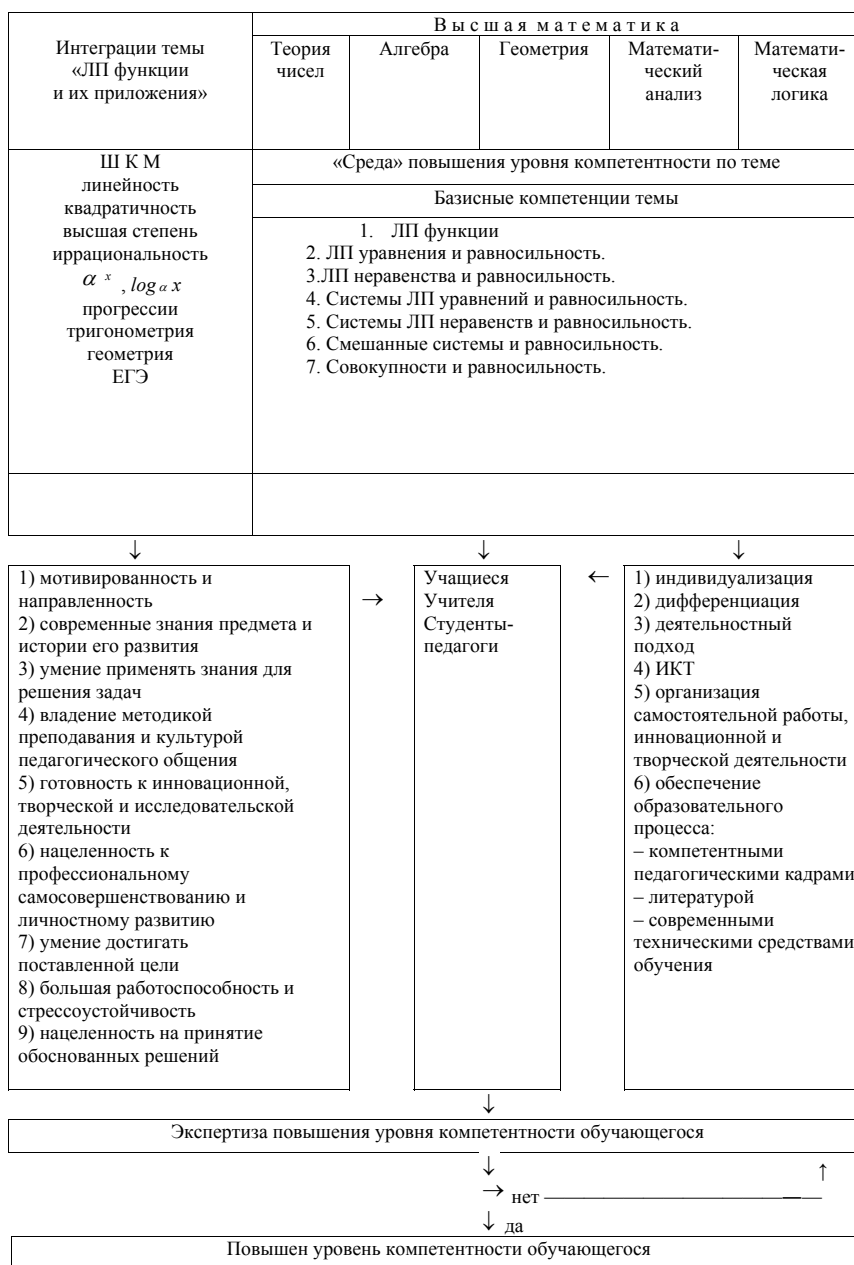 Интеграции темы
«ЛП функции
и их приложения»
В ы с ш а я м а т е м а т и к а
Теория
чисел
Алгебра
Геометрия
Математи-
ческий
анализ
Математи-
ческая
логика
Ш К М
линейность
квадратичность
высшая степень
иррациональность
α ˣ , log α x
прогрессии
тригонометрия
геометрия
ЕГЭ
«Среда» повышения уровня компетентности по теме
Базисные компетенции темы
1. ЛП функции
2. ЛП уравнения и равносильность.
3.ЛП неравенства и равносильность.
4. Системы ЛП уравнений и равносильность.
5. Системы ЛП неравенств и равносильность.
6. Смешанные системы и равносильность.
7. Совокупности и равносильность.
↓ ↓ ↓
1) мотивированность и
направленность
2) современные знания предмета и
истории его развития
3) умение применять знания для
решения задач
4) владение методикой
преподавания и культурой
педагогического общения
5) готовность к инновационной,
творческой и исследовательской
деятельности
6) нацеленность к
профессиональному
самосовершенствованию и
личностному развитию
7) умение достигать
поставленной цели
8) большая работоспособность и
стрессоустойчивость
9) нацеленность на принятие
обоснованных решений
→
Учащиеся
Учителя
Студенты-
педагоги
←
1) индивидуализация
2) дифференциация
3) деятельностный
подход
4) ИКТ
5) организация
самостоятельной работы,
инновационной и
творческой деятельности
6) обеспечение
образовательного
процесса:
– компетентными
педагогическими кадрами
– литературой
– современными
техническими средствами
обучения
↓
Экспертиза повышения уровня компетентности обучающегося
↓ ↑
→ нет ————————————————
↓ да
Повышен уровень компетентности обучающегося